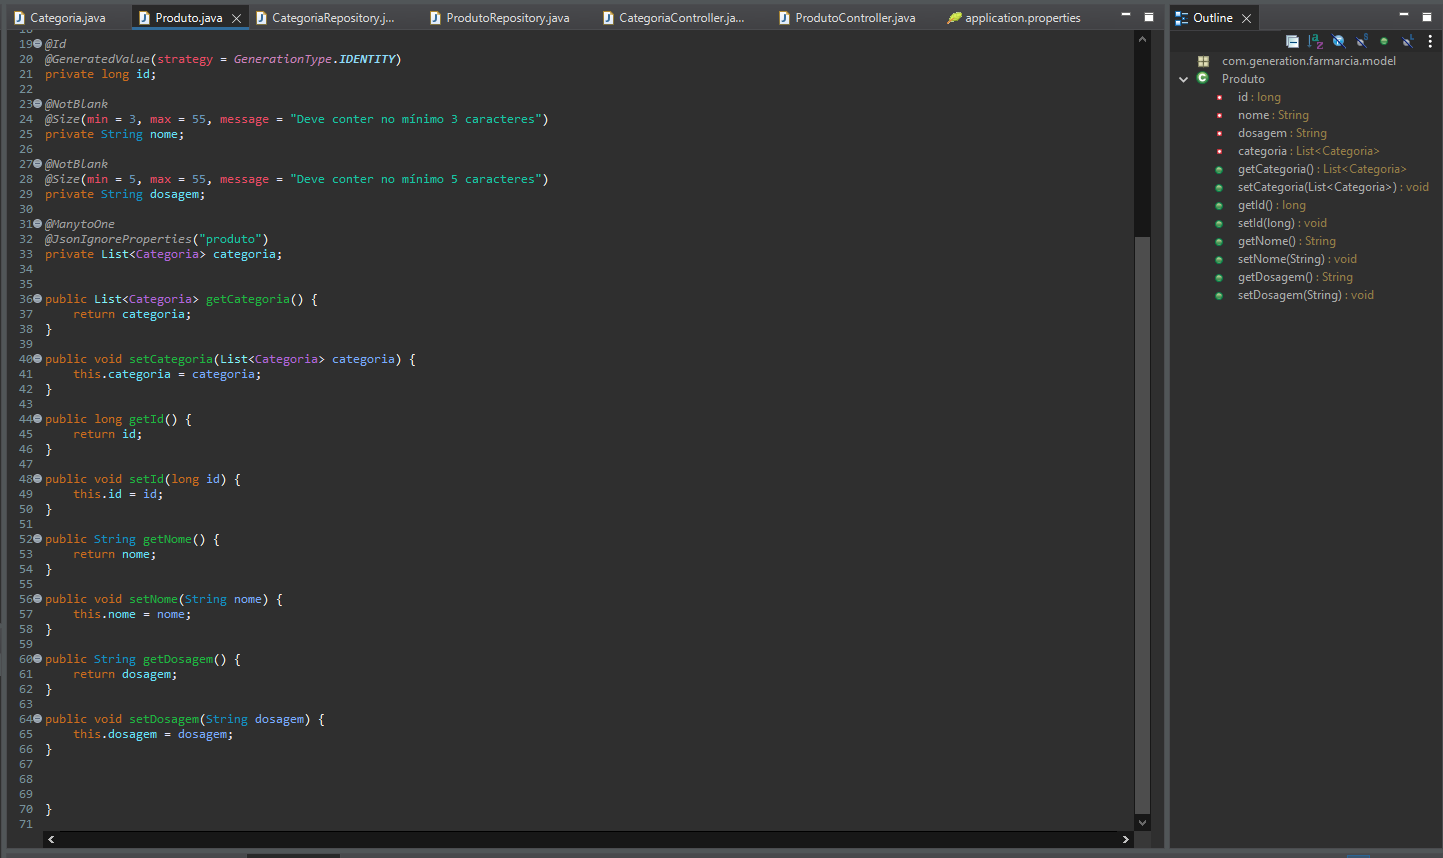 Categoria.java
Produto.java
CategoriaRepository.j...
ProdutoRepository.java
CategoriaController.ja...
ProdutoController.java
application.properties
19 @Id
20 @GeneratedValue(strategy = GenerationType.IDENTITY)
21 private long id;
22
23 @NotBlank
24 @Size(min = 3, max = 55, message = "Deve conter no mínimo 3 caracteres")
25 private String nome;
26
27 @NotBlank
28 @Size(min = 5, max = 55, message = "Deve conter no mínimo 5 caracteres")
29 private String dosagem;
30
31 @ManytoOne
32 @JsonIgnoreProperties("produto")
33 private List<Categoria> categoria;
34
35
36 public List<Categoria> getCategoria() {
37 return categoria;
38 }
39
40 public void setCategoria(List<Categoria> categoria) {
41 this.categoria = categoria;
42 }
43
44 public long getId() {
45 return id;
46 }
47
48 public void setId(long id) {
49 this.id = id;
50 }
51
52 public String getNome() {
53 return nome;
54 }
55
56 public void setNome(String nome) {
57 this.nome = nome;
58 }
59
60 public String getDosagem() {
61 return dosagem;
62 }
63
64 public void setDosagem(String dosagem) {
65 this.dosagem = dosagem;
66 }
67
68
69
70 }
71
Outline
com.generation.farmarcia.model
Produto
id : long
nome : String
dosagem : String
categoria : List<Categoria>
getCategoria() : List<Categoria>
setCategoria(List<Categoria>) : void
getId() : long
setId(long) : void
getNome() : String
setNome(String) : void
getDosagem() : String
setDosagem(String) : void